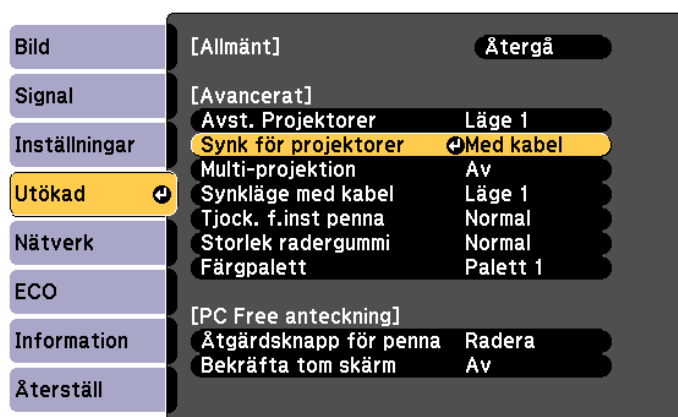 Bild
Signal
Inställningar
Utökad
Nätverk
ECO
Information
Återställ
[Allmänt] Återgå
[Avancerat]
Avst. Projektorer Läge 1
Synk för projektorer Med kabel
Multi-projektion Av
Synkläge med kabel Läge 1
Tjock. f.inst penna Normal
Storlek radergummi Normal
Färgpalett Palett 1
[PC Free anteckning]
Åtgärdsknapp för penna Radera
Bekräfta tom skärm Av